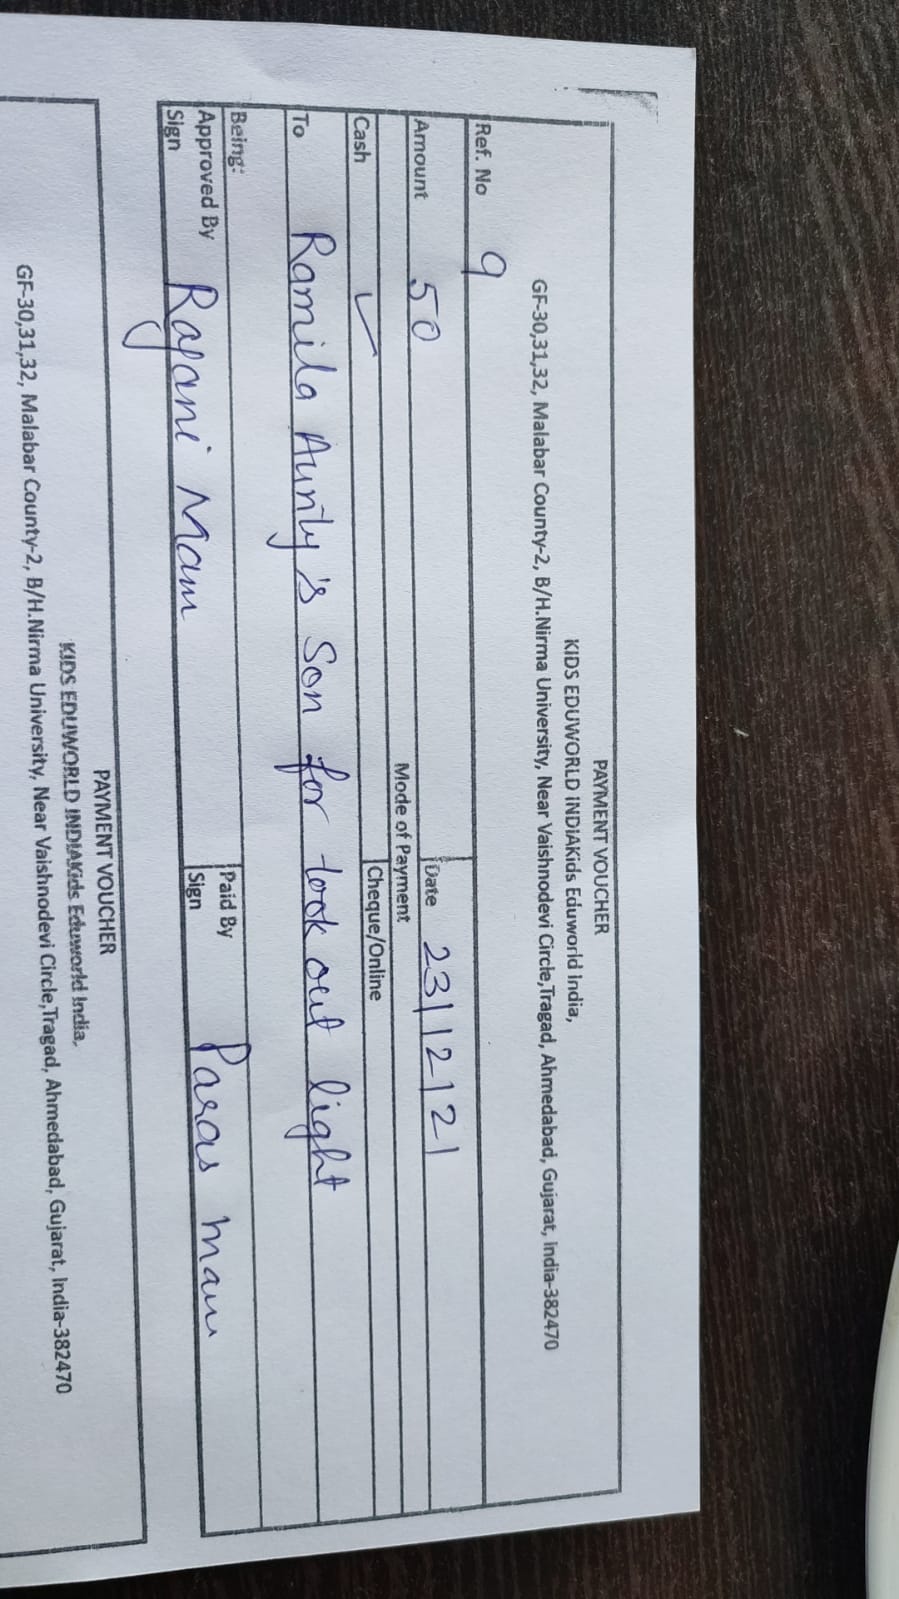 PAYMENT VOUCHER
KIDS EDUWORLD INDIAKids Eduworld India,
GF-30,31,32, Malabar County-2, B/H.Nirma University, Near Vaishnodevi Circle,Tragad, Ahmedabad, Gujarat, India-382470
Ref. No 9
Amount 50 Date 23/12/21
Mode of Payment
Cash ✓ Cheque/Online
To Ramila Aunty's Son for took out light
Being:
Approved By Rajani Mam Paid By Paras mam
Sign Sign
PAYMENT VOUCHER
KIDS EDUWORLD INDIAKids Eduworld India,
GF-30,31,32, Malabar County-2, B/H.Nirma University, Near Vaishnodevi Circle,Tragad, Ahmedabad, Gujarat, India-382470